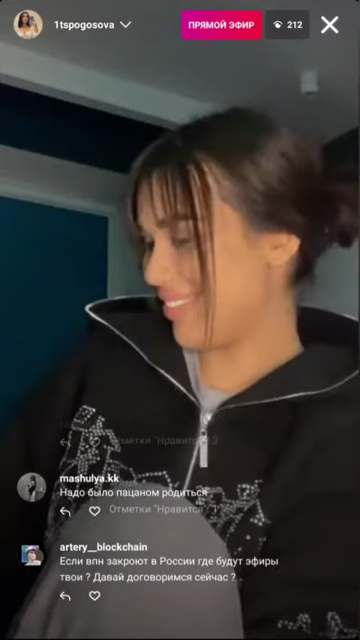 1tspogosova
ПРЯМОЙ ЭФИР
212
Отметки "Нравится": 3
mashulya.kk
Надо было пацаном родиться
Отметки "Нравится": 1
artery__blockchain
Если впн закроют в России где будут эфиры
твои ? Давай договоримся сейчас ?